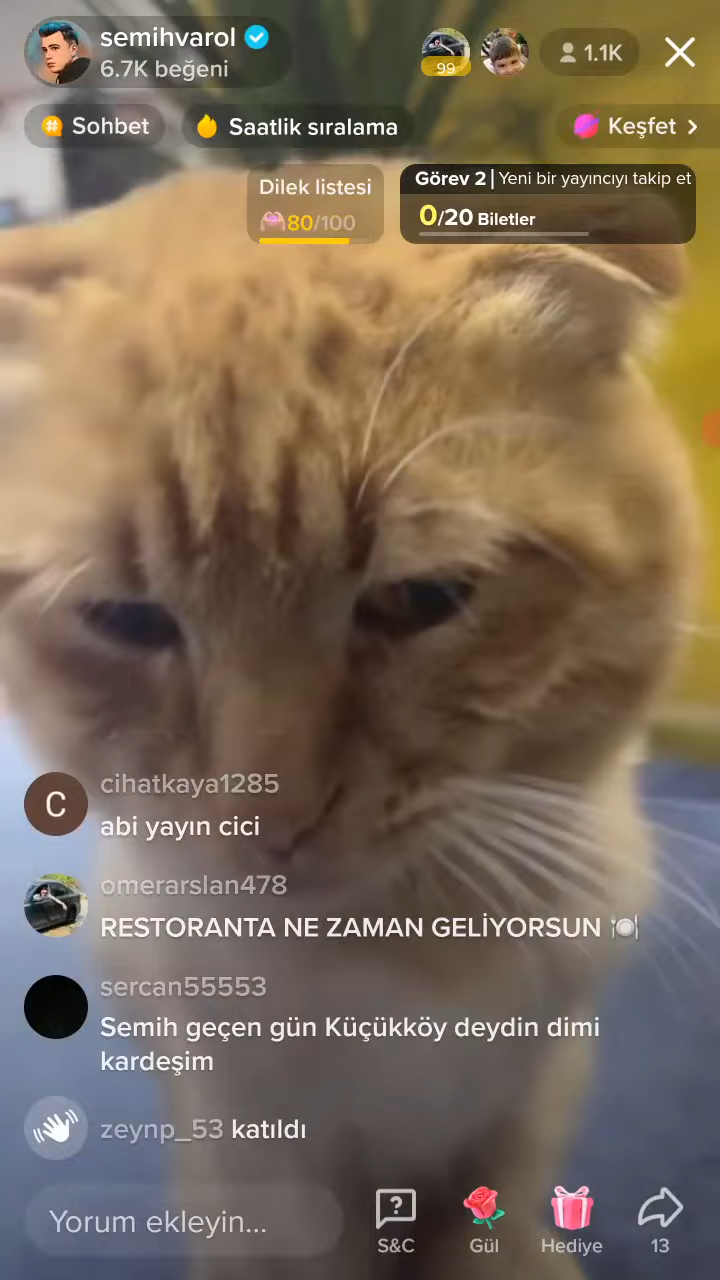 semihvarol
6.7K beğeni
99
1.1K
# Sohbet
Saatlik sıralama
Keşfet
Dilek listesi
80/100
Görev 2 | Yeni bir yayıncıyı takip et
0/20 Biletler
C
cihatkaya1285
abi yayın cici
omerarslan478
RESTORANTA NE ZAMAN GELİYORSUN 🍽
sercan55553
Semih geçen gün Küçükköy deydin dimi
kardeşim
zeynp_53 katıldı
Yorum ekleyin...
?
S&C
Gül
Hediye
13